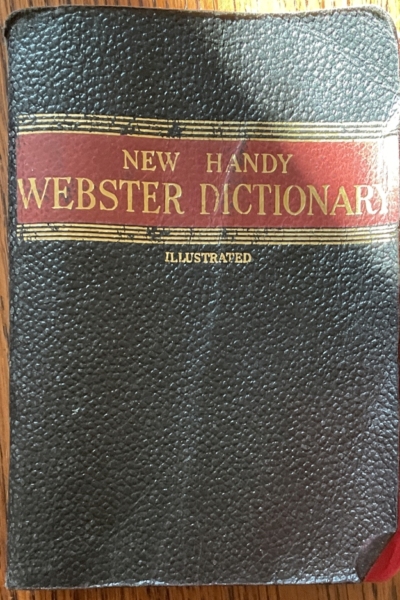 NEW HANDY
WEBSTER DICTIONARY
ILLUSTRATED